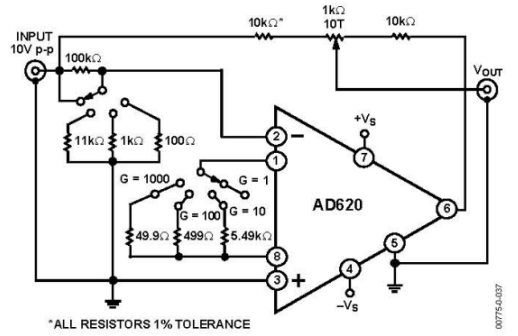 10kΩ*
1kΩ
10T
10kΩ
INPUT
10V p-p
100kΩ
VOUT
11kΩ
1kΩ
100Ω
2
−
+VS
7
1
G = 1000
G = 1
G = 100
G = 10
AD620
6
49.9Ω
499Ω
5.49kΩ
8
5
3
+
4
−VS
*ALL RESISTORS 1% TOLERANCE
00775-0-037